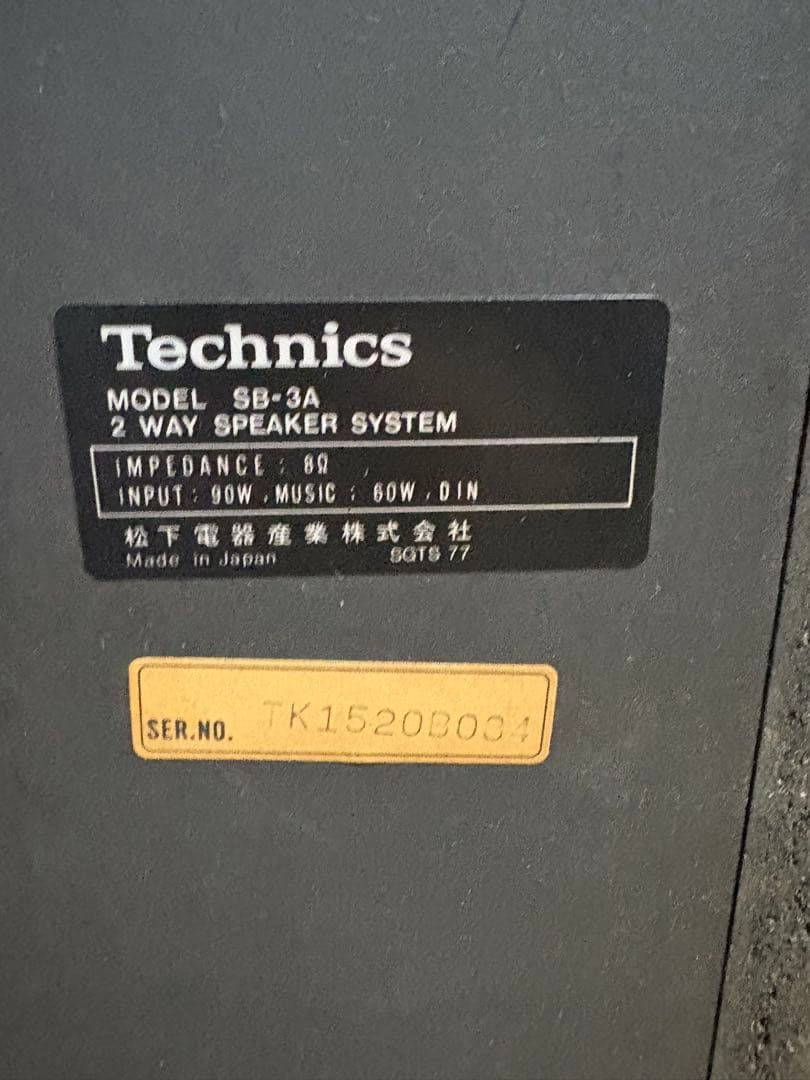 Technics
MODEL SB-3A
2 WAY SPEAKER SYSTEM
IMPEDANCE : 8Ω
INPUT : 90W , MUSIC : 60W , DIN
松下電器産業株式会社
Made in Japan SGTS 77
SER.NO. TK1520B034